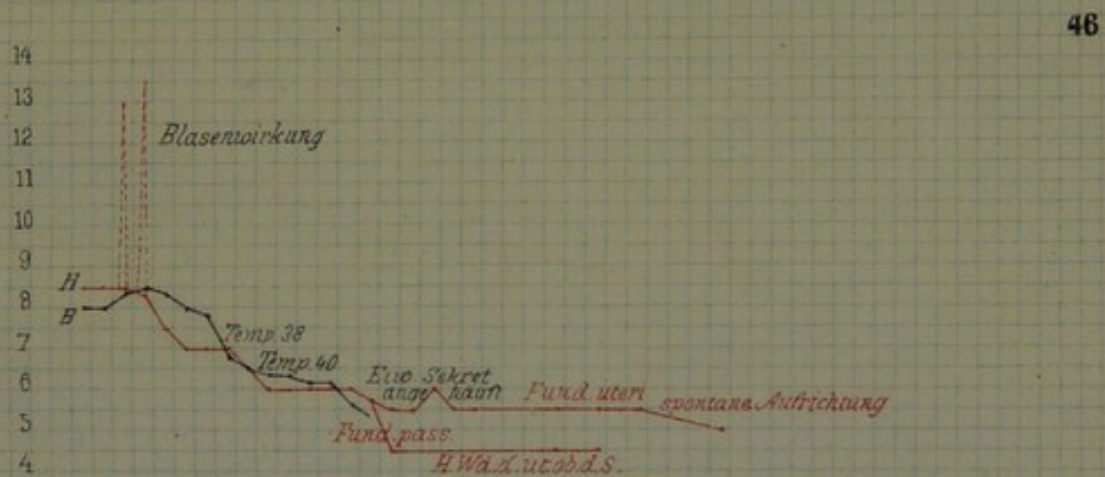 46
14
13
12
11
10
9
8
7
6
5
4
Blasenwirkung
H
B
Temp. 38
Temp. 40
Eiw. Sekret
angehäuft
Fund. uteri
spontane Aufrichtung
Fund. pass.
H. Wd. d. ut. ob. d. S.